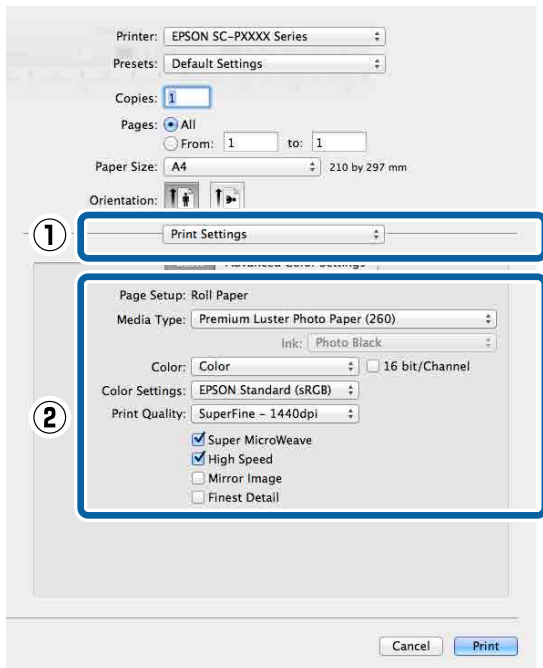 Printer: EPSON SC-PXXXX Series
Presets: Default Settings
Copies: 1
Pages: All
From: 1 to: 1
Paper Size: A4 210 by 297 mm
Orientation:
1 Print Settings
Advanced Color Settings
2
Page Setup: Roll Paper
Media Type: Premium Luster Photo Paper (260)
Ink: Photo Black
Color: Color 16 bit/Channel
Color Settings: EPSON Standard (sRGB)
Print Quality: SuperFine - 1440dpi
Super MicroWeave
High Speed
Mirror Image
Finest Detail
Cancel Print